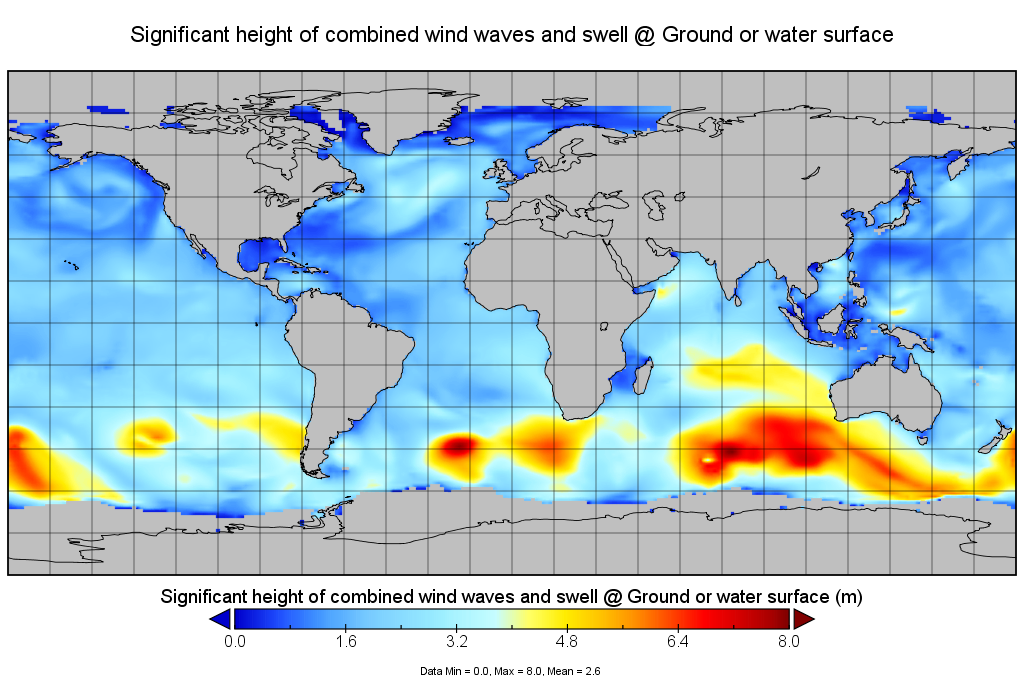 Significant height of combined wind waves and swell @ Ground or water surface
Significant height of combined wind waves and swell @ Ground or water surface (m)
0.0 1.6 3.2 4.8 6.4 8.0
Data Min = 0.0, Max = 8.0, Mean = 2.6